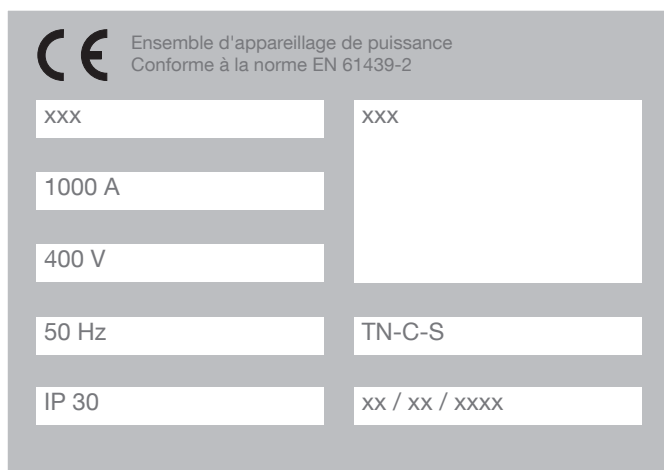 CE
Ensemble d'appareillage de puissance
Conforme à la norme EN 61439-2
xxx
xxx
1000 A
400 V
50 Hz
TN-C-S
IP 30
xx / xx / xxxx